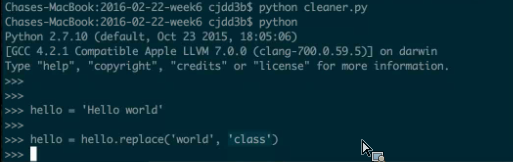 Chases-MacBook:2016-02-22-week6 cjdd3b$ python cleaner.py
Chases-MacBook:2016-02-22-week6 cjdd3b$ python
Python 2.7.10 (default, Oct 23 2015, 18:05:06)
[GCC 4.2.1 Compatible Apple LLVM 7.0.0 (clang-700.0.59.5)] on darwin
Type "help", "copyright", "credits" or "license" for more information.
>>>
>>>
>>> hello = 'Hello world'
>>>
>>> hello = hello.replace('world', 'class')
>>>